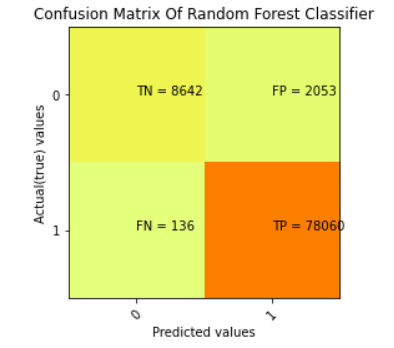 Confusion Matrix Of Random Forest Classifier
TN = 8642 FP = 2053
0
FN = 136 TP = 78060
1
Actual(true) values
0 1
Predicted values